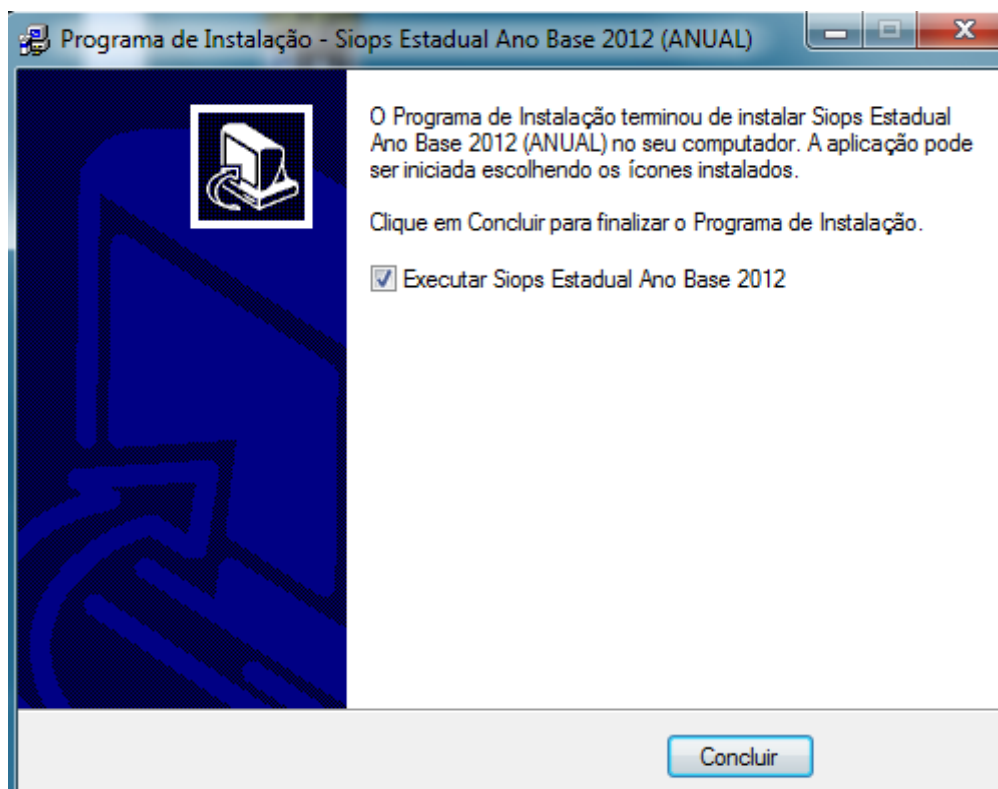 Programa de Instalação - Siops Estadual Ano Base 2012 (ANUAL)
O Programa de Instalação terminou de instalar Siops Estadual
Ano Base 2012 (ANUAL) no seu computador. A aplicação pode
ser iniciada escolhendo os ícones instalados.
Clique em Concluir para finalizar o Programa de Instalação.
Executar Siops Estadual Ano Base 2012
Concluir